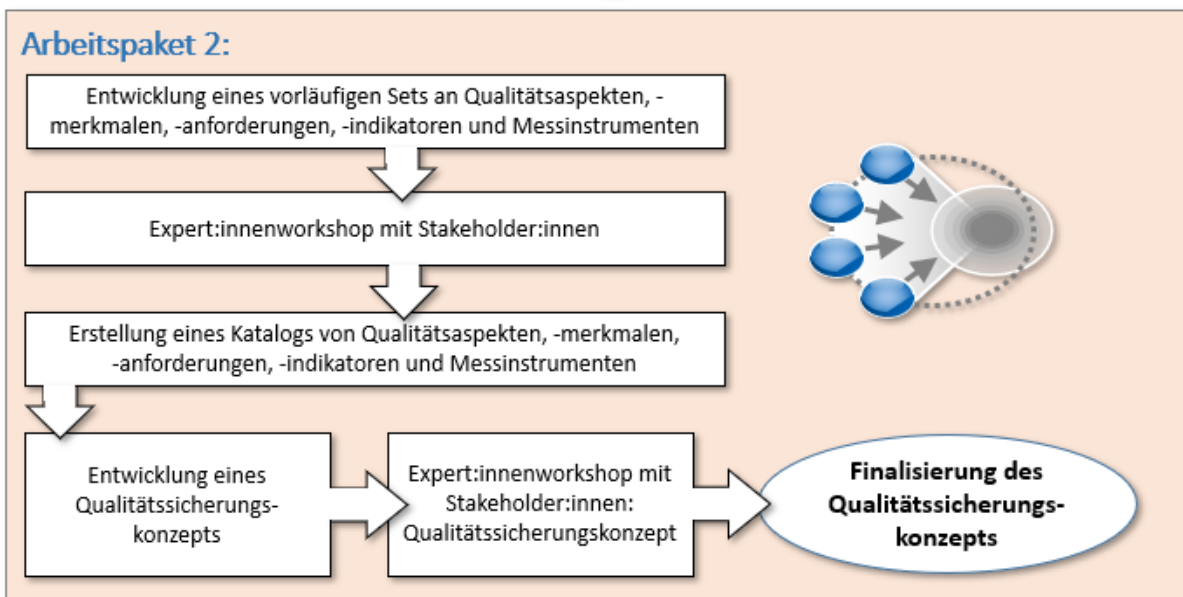 Arbeitspaket 2:
Entwicklung eines vorläufigen Sets an Qualitätsaspekten, -
merkmalen, -anforderungen, -indikatoren und Messinstrumenten
Expert:innenworkshop mit Stakeholder:innen
Erstellung eines Katalogs von Qualitätsaspekten, -merkmalen,
-anforderungen, -indikatoren und Messinstrumenten
Entwicklung eines
Qualitätssicherungs-
konzepts
Expert:innenworkshop mit
Stakeholder:innen:
Qualitätssicherungskonzept
Finalisierung des
Qualitätssicherungs-
konzepts